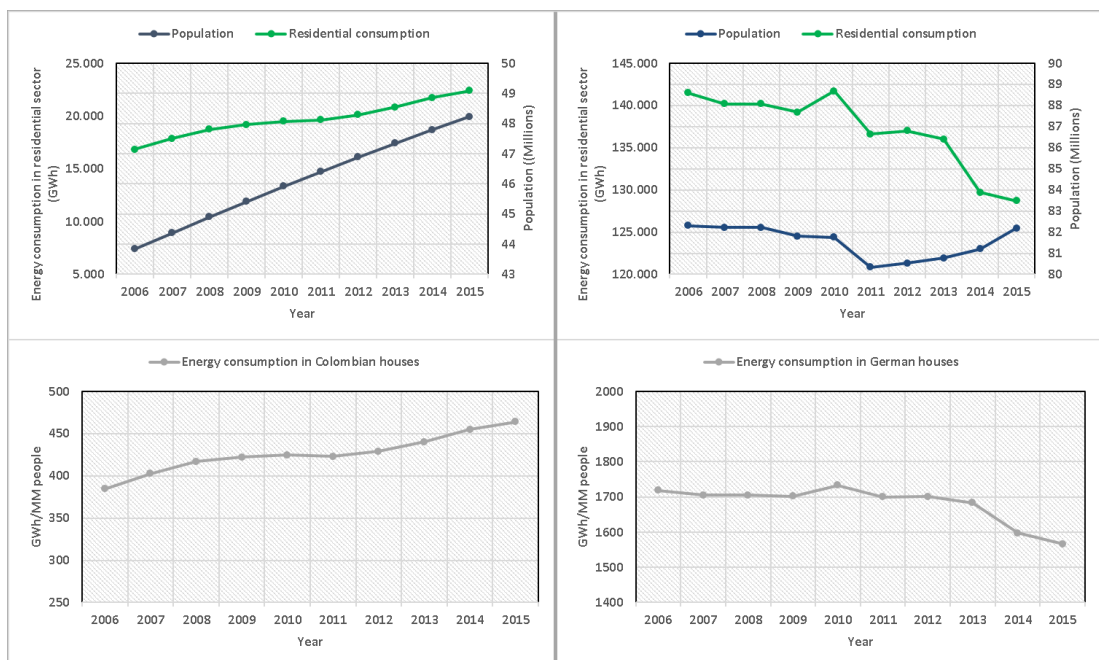 Population Residential consumption
Energy consumption in residential sector
(GWh)
25.000
20.000
15.000
10.000
5.000
50
49
48
47
46
45
44
43
Population ((Millions)
2006 2007 2008 2009 2010 2011 2012 2013 2014 2015
Year
Population Residential consumption
Energy consumption in residential sector
(GWh)
145.000
140.000
135.000
130.000
125.000
120.000
90
89
88
87
86
85
84
83
82
81
80
Population (Millions)
2006 2007 2008 2009 2010 2011 2012 2013 2014 2015
Year
Energy consumption in Colombian houses
GWh/MM people
500
450
400
350
300
250
2006 2007 2008 2009 2010 2011 2012 2013 2014 2015
Year
Energy consumption in German houses
GWh/MM people
2000
1900
1800
1700
1600
1500
1400
2006 2007 2008 2009 2010 2011 2012 2013 2014 2015
Year